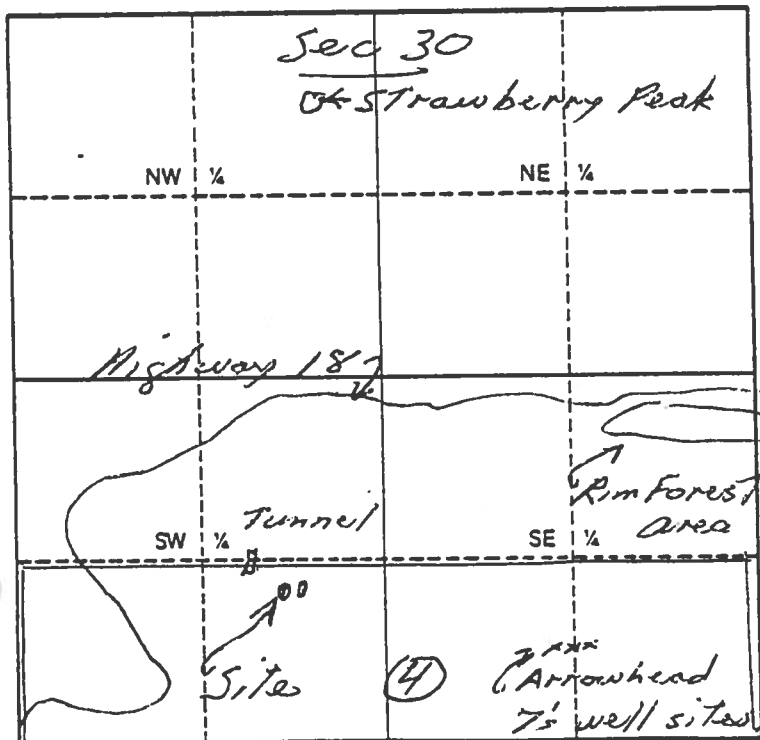 Sec 30
Strawberry Peak
NW ¼
NE ¼
Highway 18
Rim Forest
area
Tunnel
SW ¼
SE ¼
Site
4
Arrowhead
7's well sites